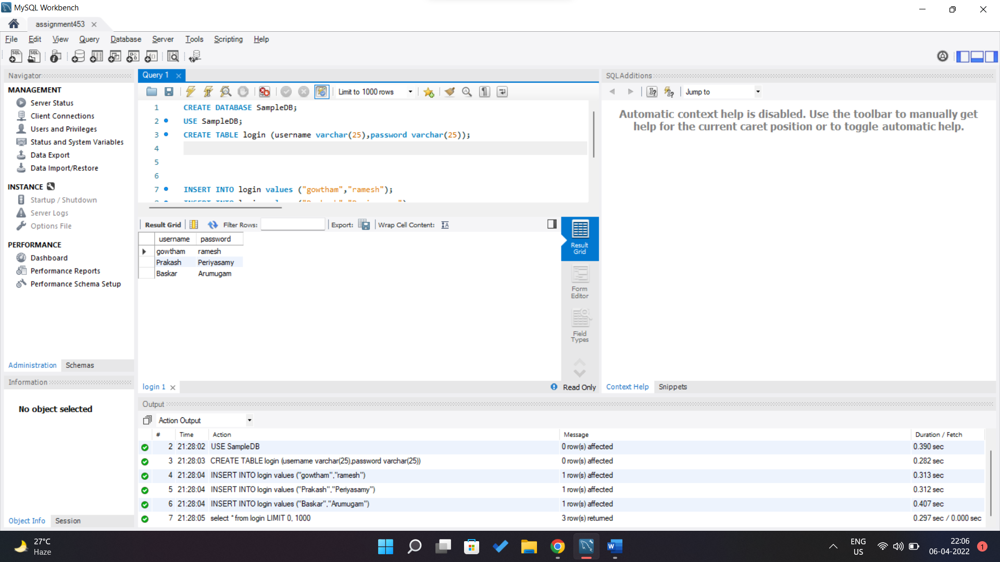 MySQL Workbench
assignment453
File Edit View Query Database Server Tools Scripting Help
Navigator
MANAGEMENT
Server Status
Client Connections
Users and Privileges
Status and System Variables
Data Export
Data Import/Restore
INSTANCE
Startup / Shutdown
Server Logs
Options File
PERFORMANCE
Dashboard
Performance Reports
Performance Schema Setup
Administration Schemas
Information
No object selected
Object Info Session
Query 1
Limit to 1000 rows
1 CREATE DATABASE SampleDB;
2 USE SampleDB;
3 CREATE TABLE login (username varchar(25),password varchar(25));
4
5
6
7 INSERT INTO login values ("gowtham","ramesh");
Result Grid Filter Rows: Export: Wrap Cell Content:
username password
gowtham ramesh
Prakash Periyasamy
Baskar Arumugam
Result
Grid
Form
Editor
Field
Types
login 1 Read Only
SQLAdditions
Jump to
Automatic context help is disabled. Use the toolbar to manually get
help for the current caret position or to toggle automatic help.
Context Help Snippets
Output
Action Output
# Time Action Message Duration / Fetch
2 21:28:02 USE SampleDB 0 row(s) affected 0.390 sec
3 21:28:03 CREATE TABLE login (username varchar(25),password varchar(25)) 0 row(s) affected 0.282 sec
4 21:28:04 INSERT INTO login values ("gowtham","ramesh") 1 row(s) affected 0.313 sec
5 21:28:04 INSERT INTO login values ("Prakash","Periyasamy") 1 row(s) affected 0.312 sec
6 21:28:04 INSERT INTO login values ("Baskar","Arumugam") 1 row(s) affected 0.407 sec
7 21:28:05 select * from login LIMIT 0, 1000 3 row(s) returned 0.297 sec / 0.000 sec
27°C
Haze
ENG
US
22:06
06-04-2022
1